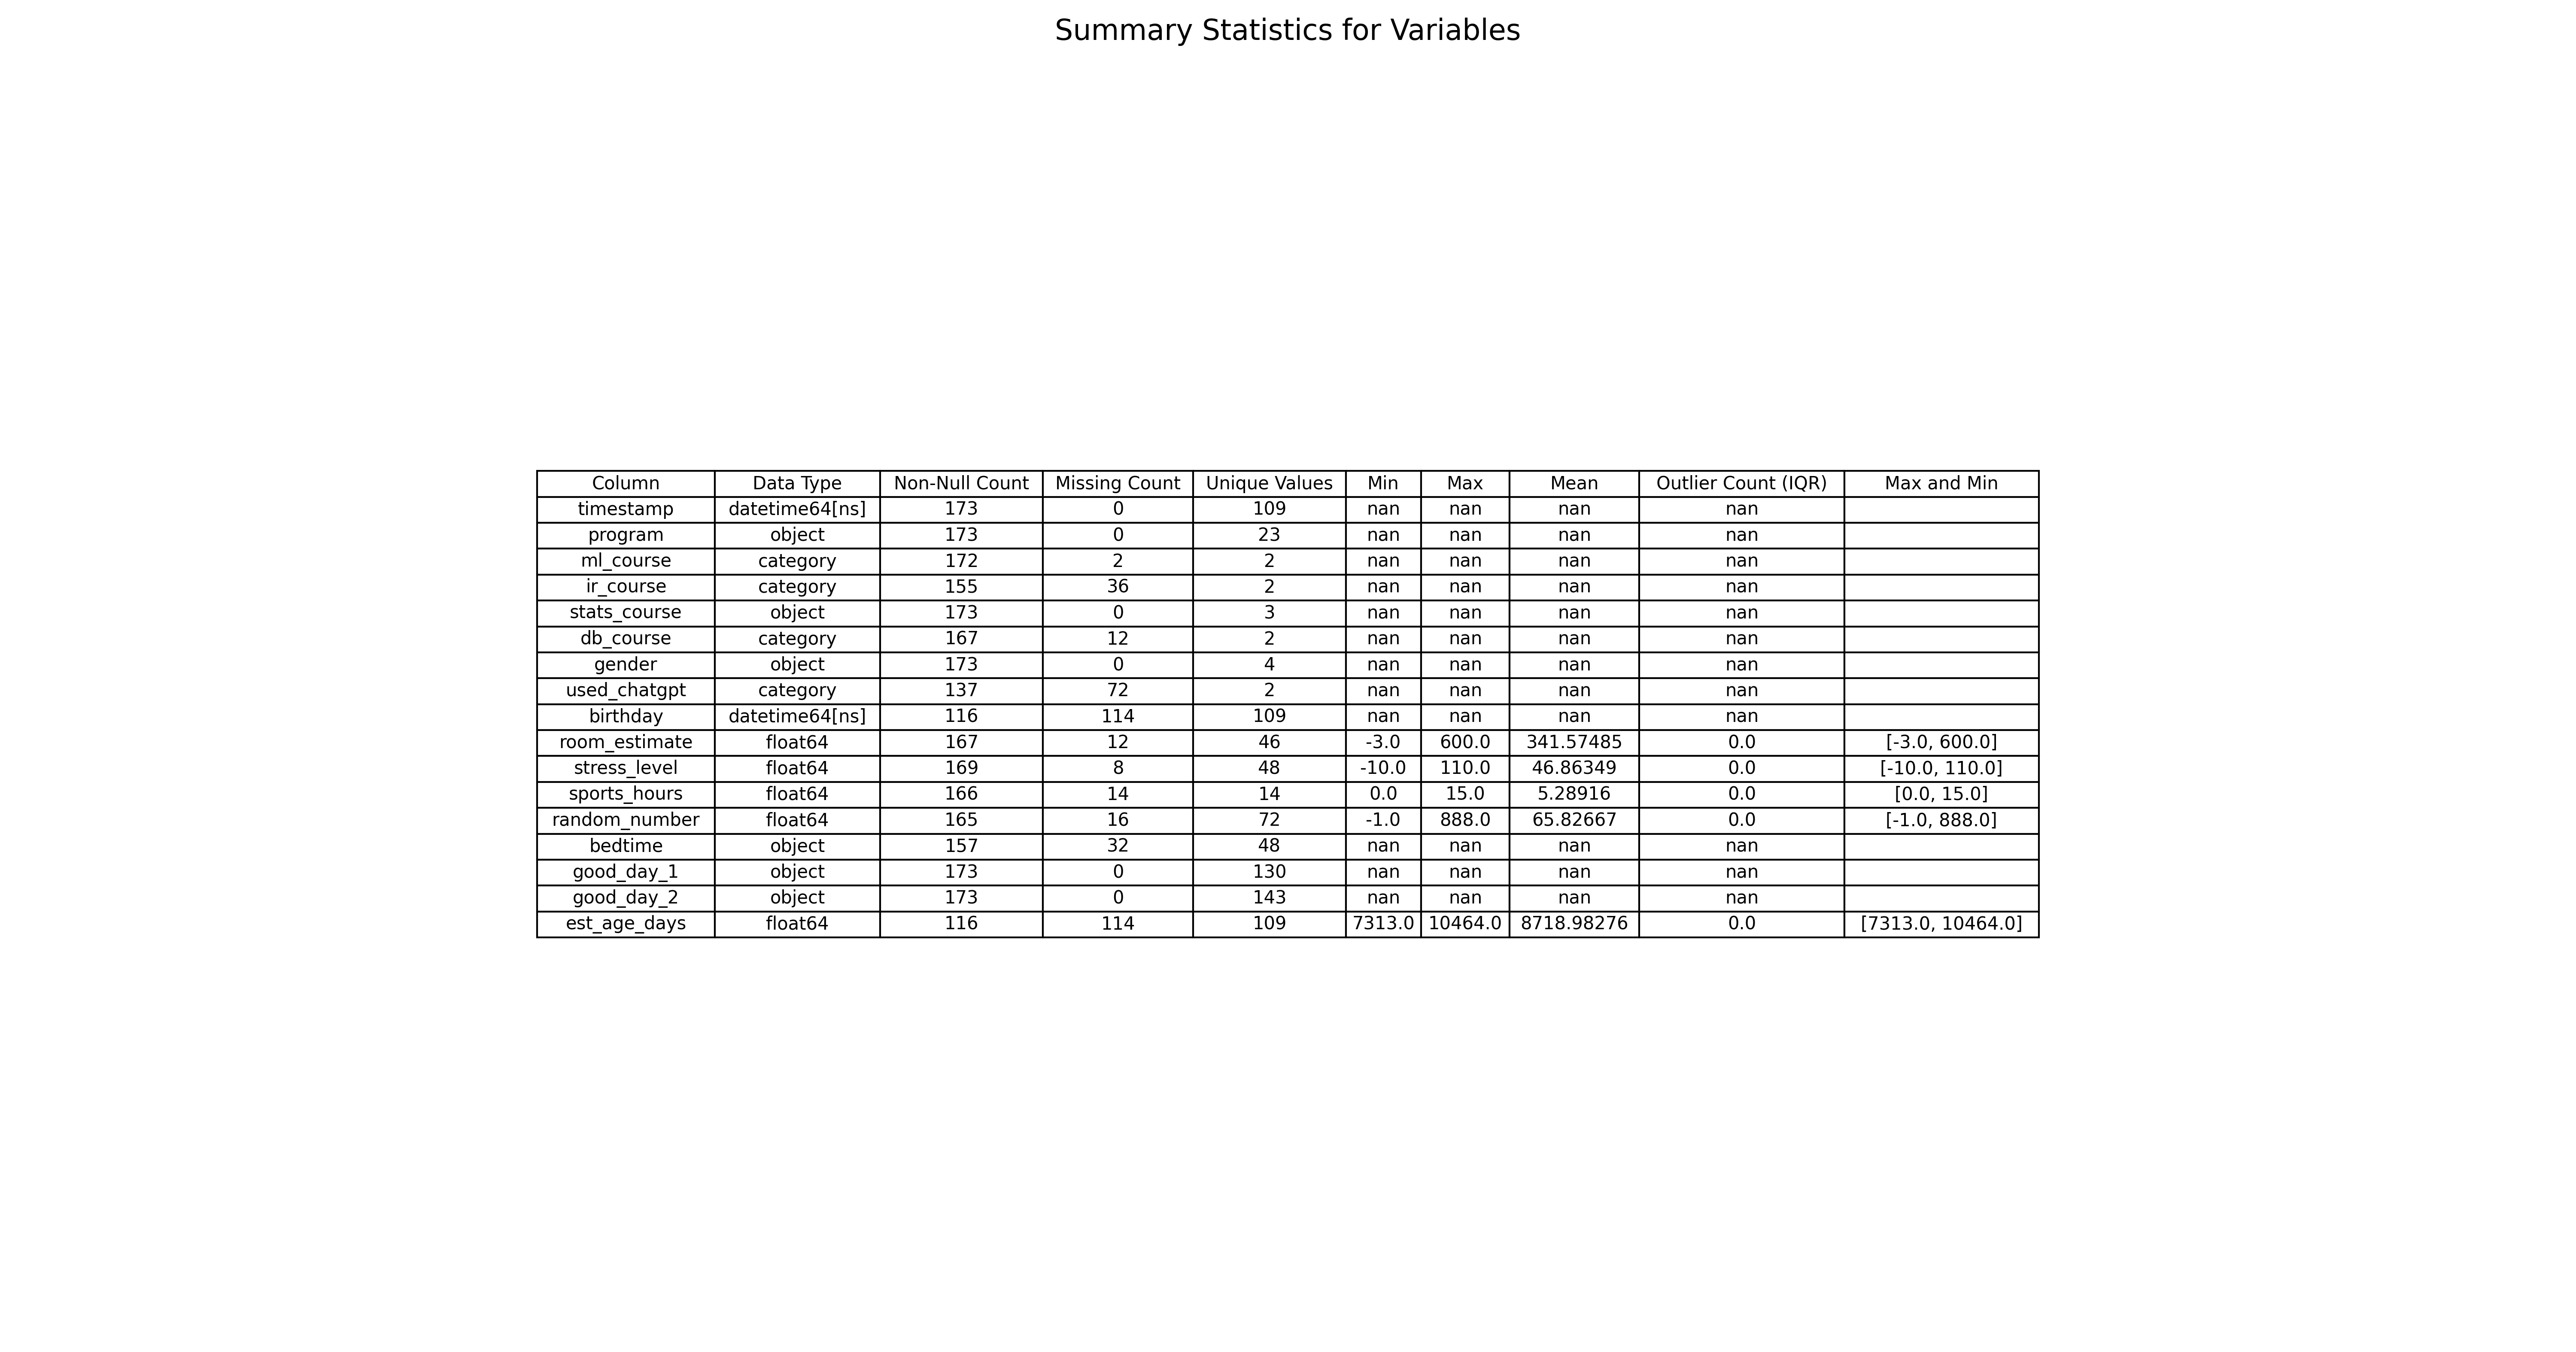 Summary Statistics for Variables
Column Data Type Non-Null Count Missing Count Unique Values Min Max Mean Outlier Count (IQR) Max and Min
timestamp datetime64[ns] 173 0 109 nan nan nan nan
program object 173 0 23 nan nan nan nan
ml_course category 172 2 2 nan nan nan nan
ir_course category 155 36 2 nan nan nan nan
stats_course object 173 0 3 nan nan nan nan
db_course category 167 12 2 nan nan nan nan
gender object 173 0 4 nan nan nan nan
used_chatgpt category 137 72 2 nan nan nan nan
birthday datetime64[ns] 116 114 109 nan nan nan nan
room_estimate float64 167 12 46 -3.0 600.0 341.57485 0.0 [-3.0, 600.0]
stress_level float64 169 8 48 -10.0 110.0 46.86349 0.0 [-10.0, 110.0]
sports_hours float64 166 14 14 0.0 15.0 5.28916 0.0 [0.0, 15.0]
random_number float64 165 16 72 -1.0 888.0 65.82667 0.0 [-1.0, 888.0]
bedtime object 157 32 48 nan nan nan nan
good_day_1 object 173 0 130 nan nan nan nan
good_day_2 object 173 0 143 nan nan nan nan
est_age_days float64 116 114 109 7313.0 10464.0 8718.98276 0.0 [7313.0, 10464.0]